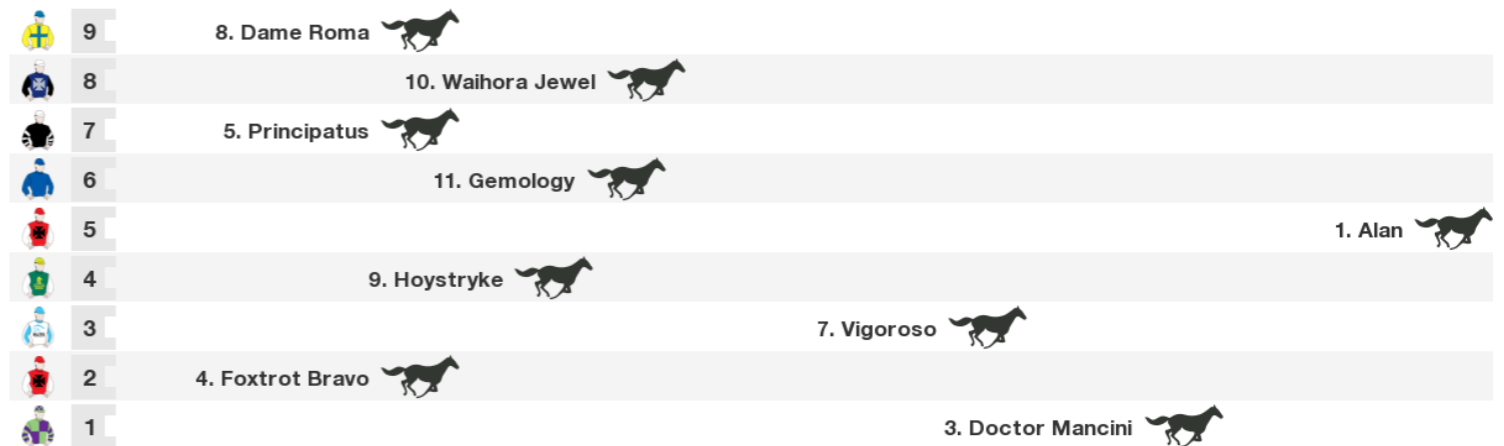 9 8. Dame Roma
8 10. Waihora Jewel
7 5. Principatus
6 11. Gemology
5 1. Alan
4 9. Hoystryke
3 7. Vigoroso
2 4. Foxtrot Bravo
1 3. Doctor Mancini